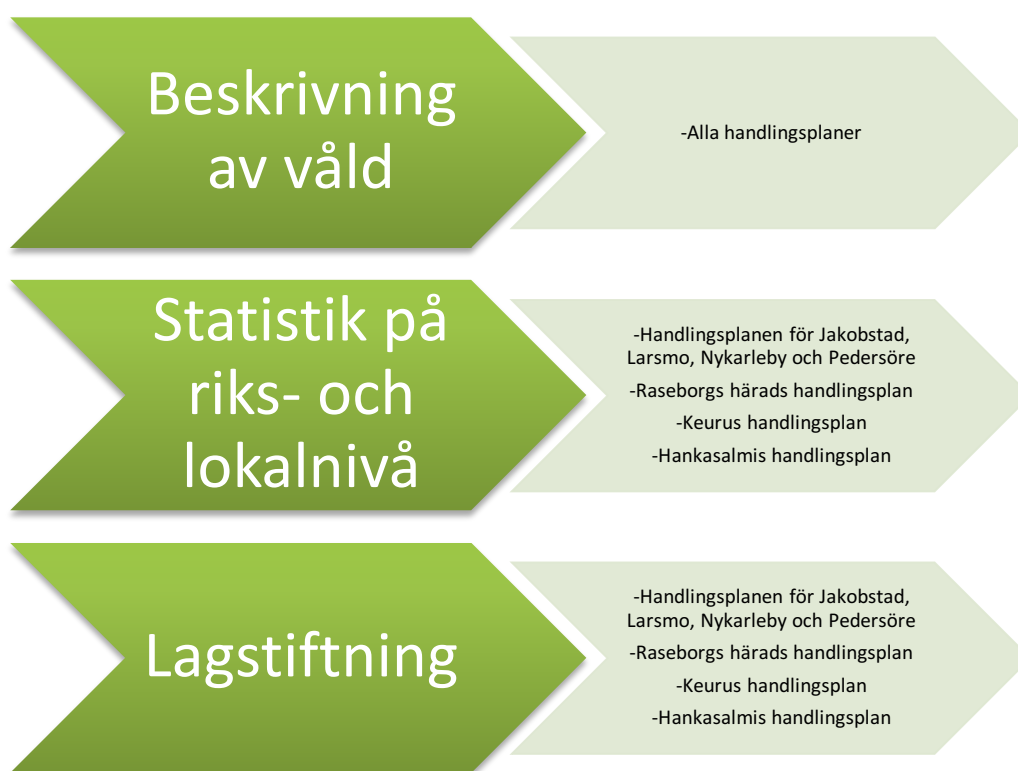 Beskrivning
av våld
-Alla handlingsplaner
Statistik på
riks- och
lokalnivå
-Handlingsplanen för Jakobstad,
Larsmo, Nykarleby och Pedersöre
-Raseborgs härads handlingsplan
-Keurus handlingsplan
-Hankasalmis handlingsplan
Lagstiftning
-Handlingsplanen för Jakobstad,
Larsmo, Nykarleby och Pedersöre
-Raseborgs härads handlingsplan
-Keurus handlingsplan
-Hankasalmis handlingsplan